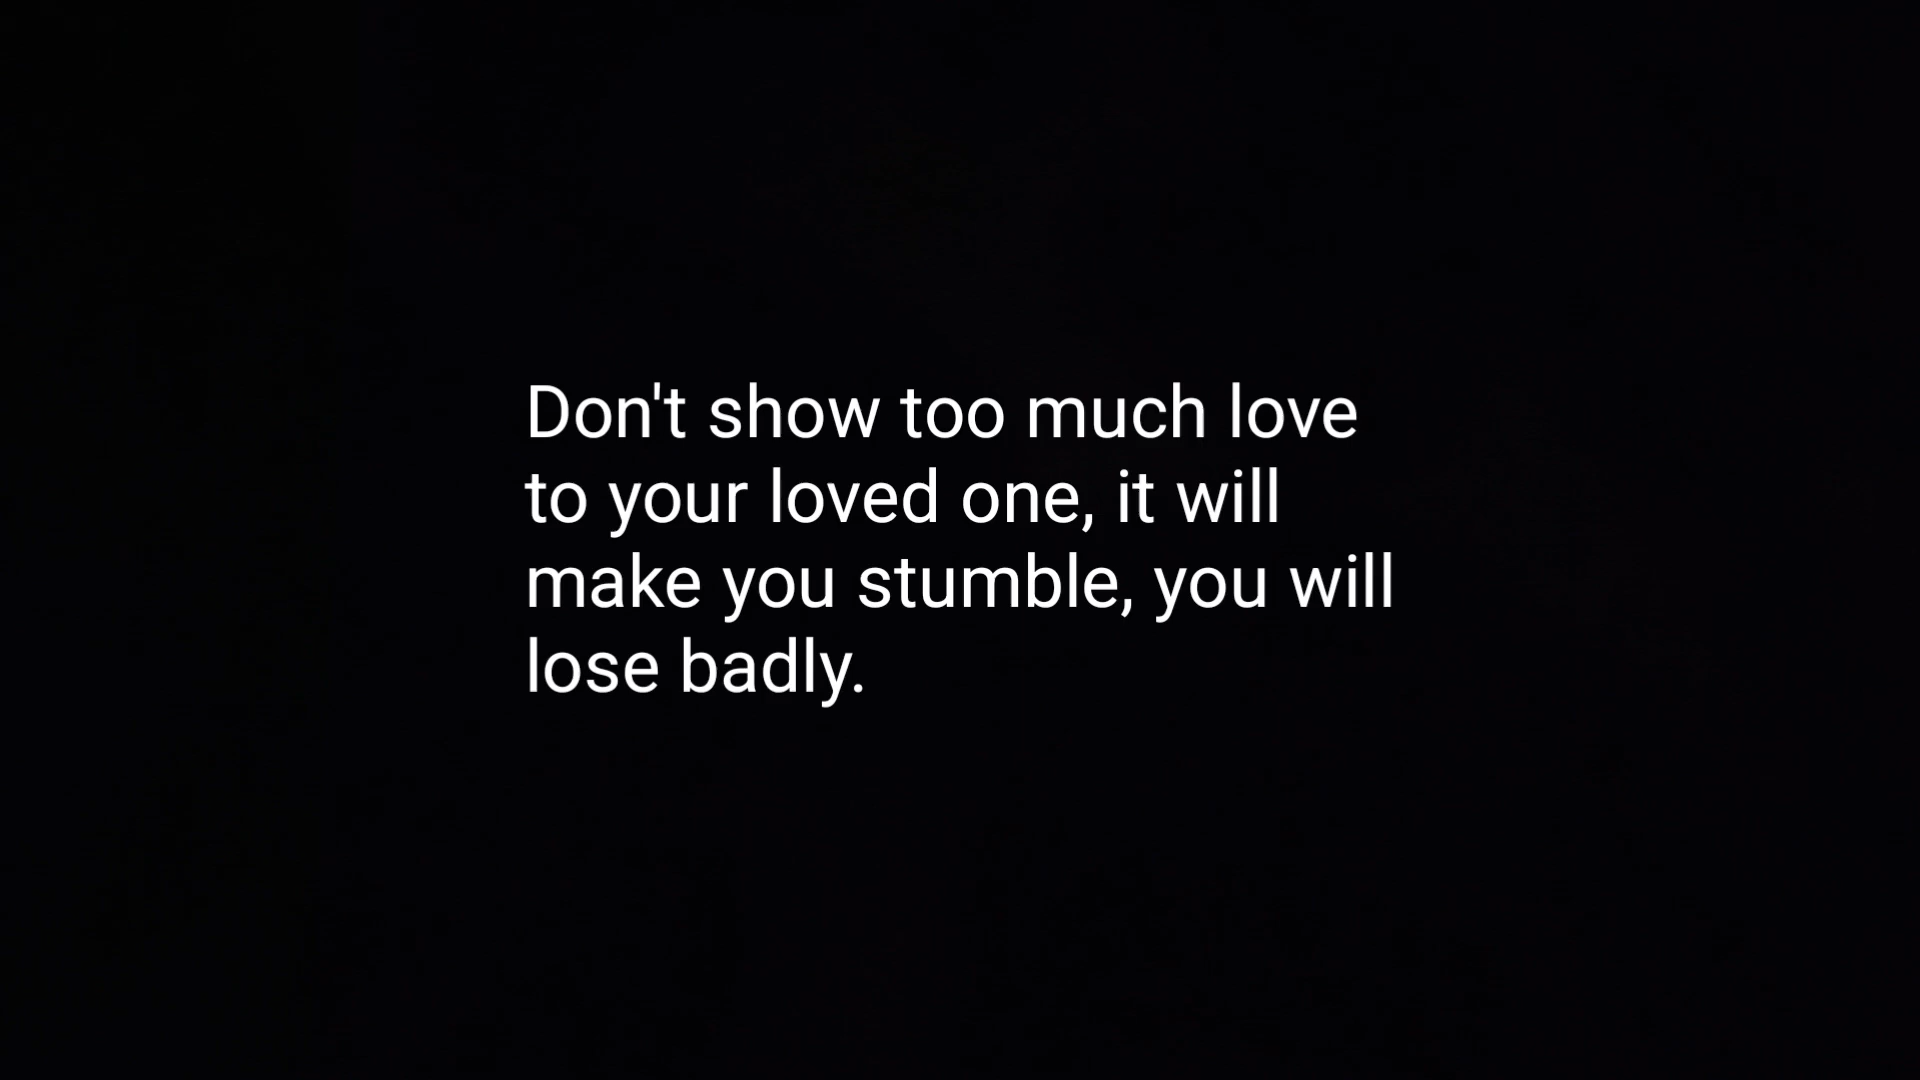 Don't show too much love
to your loved one, it will
make you stumble, you will
lose badly.